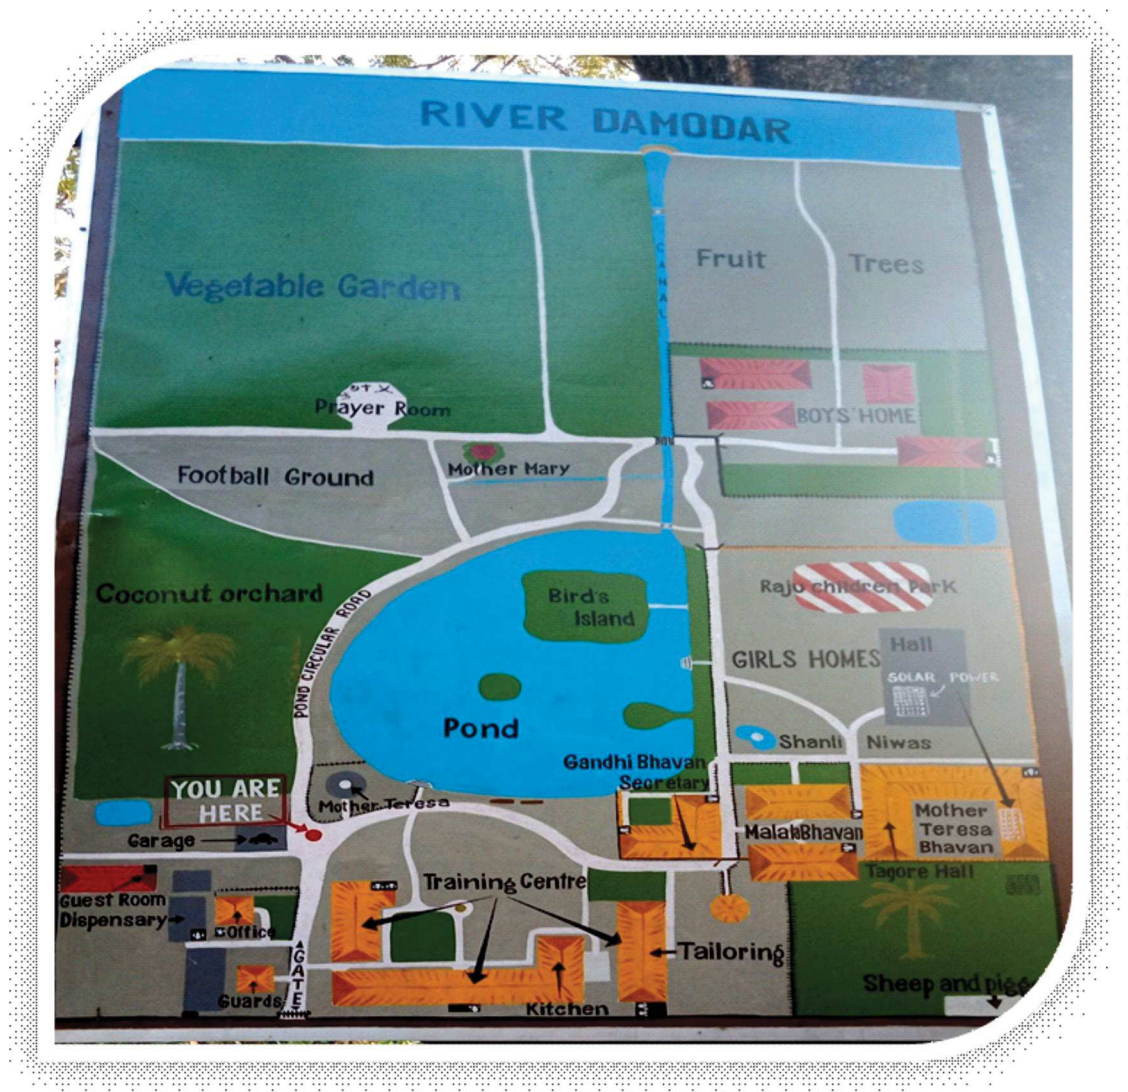 RIVER DAMODAR
CANAL
Vegetable Garden
Fruit Trees
Prayer Room
BOYS' HOME
Football Ground
Mother Mary
Coconut orchard
POND CIRCULAR ROAD
Bird's
Island
Raju children Park
Hall
GIRLS HOMES
SOLAR POWER
Pond
Shanli Niwas
Gandhi Bhavan
Secretary
YOU ARE
HERE
Mother Teresa
Garage
Malak Bhavan
Mother
Teresa
Bhavan
Tagore Hall
Guest Room
Dispensary
Office
Training Centre
Tailoring
GATE
Guards
Kitchen
Sheep and pigg